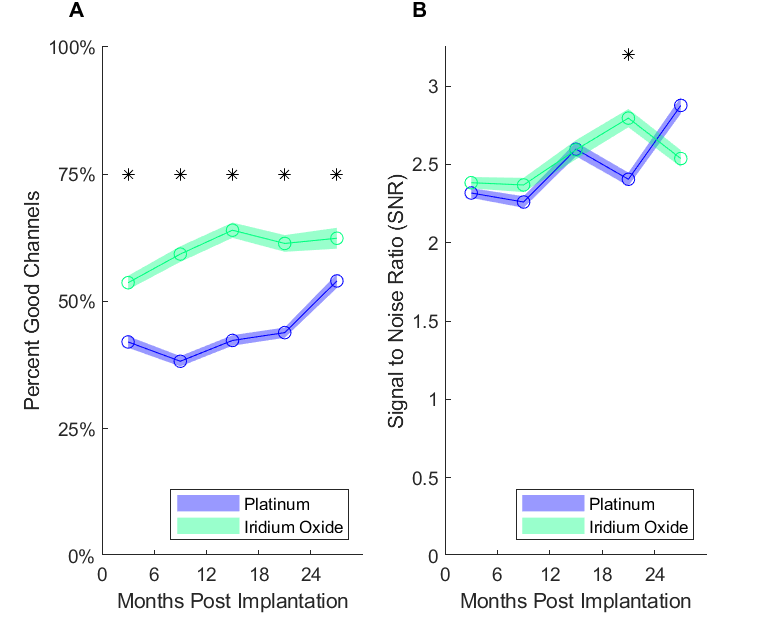 A
100%
75%
50%
25%
0%
0 6 12 18 24
Percent Good Channels
Months Post Implantation
Platinum
Iridium Oxide
B
3
2.5
2
1.5
1
0.5
0
0 6 12 18 24
Signal to Noise Ratio (SNR)
Months Post Implantation
Platinum
Iridium Oxide